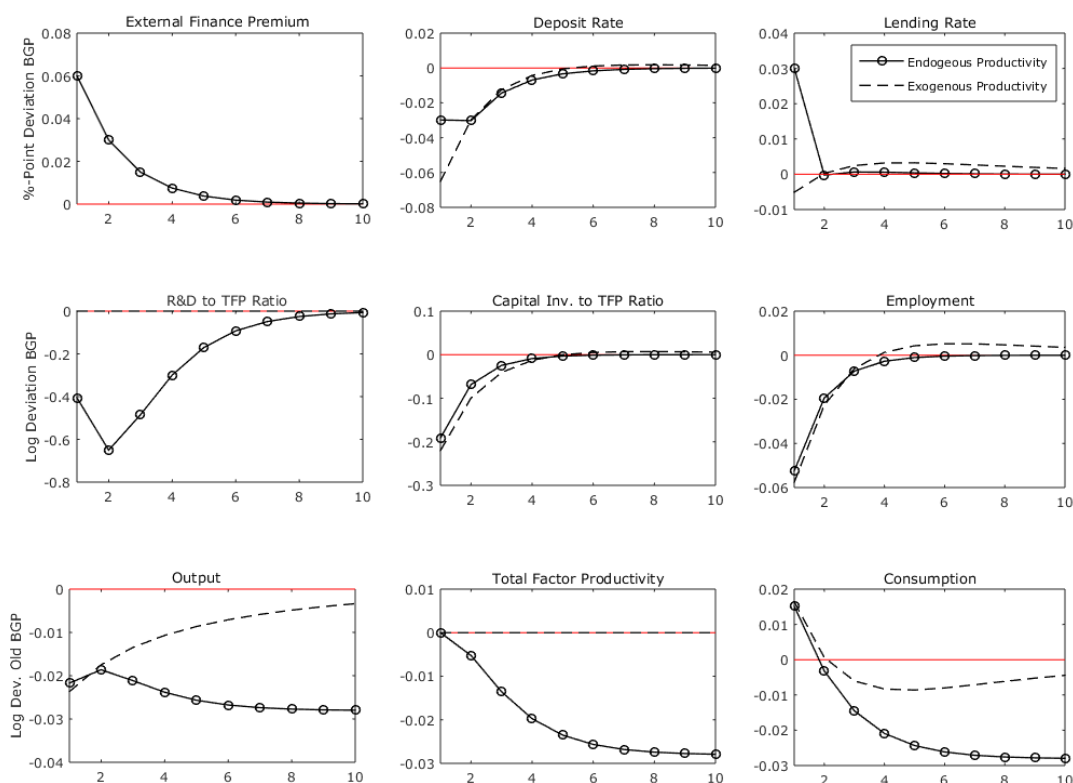 External Finance Premium
%-Point Deviation BGP
0.08
0.06
0.04
0.02
0
2 4 6 8 10
Deposit Rate
0.02
0
-0.02
-0.04
-0.06
-0.08
2 4 6 8 10
Lending Rate
0.04
0.03
0.02
0.01
0
-0.01
2 4 6 8 10
Endogeous Productivity
Exogenous Productivity
R&D to TFP Ratio
Log Deviation BGP
0
-0.2
-0.4
-0.6
-0.8
2 4 6 8 10
Capital Inv. to TFP Ratio
0.1
0
-0.1
-0.2
-0.3
2 4 6 8 10
Employment
0.02
0
-0.02
-0.04
-0.06
2 4 6 8 10
Output
Log Dev. Old BGP
0
-0.01
-0.02
-0.03
-0.04
2 4 6 8 10
Total Factor Productivity
0.01
0
-0.01
-0.02
-0.03
2 4 6 8 10
Consumption
0.02
0.01
0
-0.01
-0.02
-0.03
2 4 6 8 10